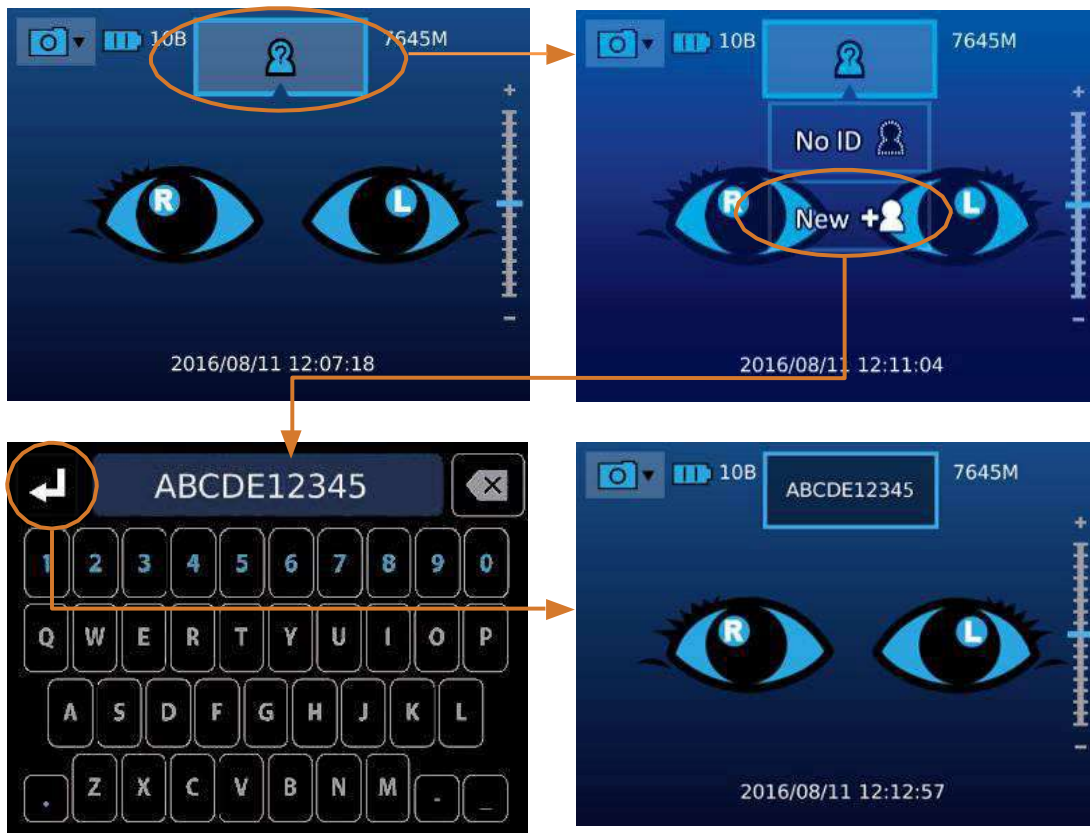 10B 7645M
+
R L
−
2016/08/11 12:07:18
10B 7645M
+
No ID
R New L
−
2016/08/11 12:11:04
ABCDE12345
1 2 3 4 5 6 7 8 9 0
Q W E R T Y U I O P
A S D F G H J K L
. Z X C V B N M - _
10B ABCDE12345 7645M
+
R L
−
2016/08/11 12:12:57